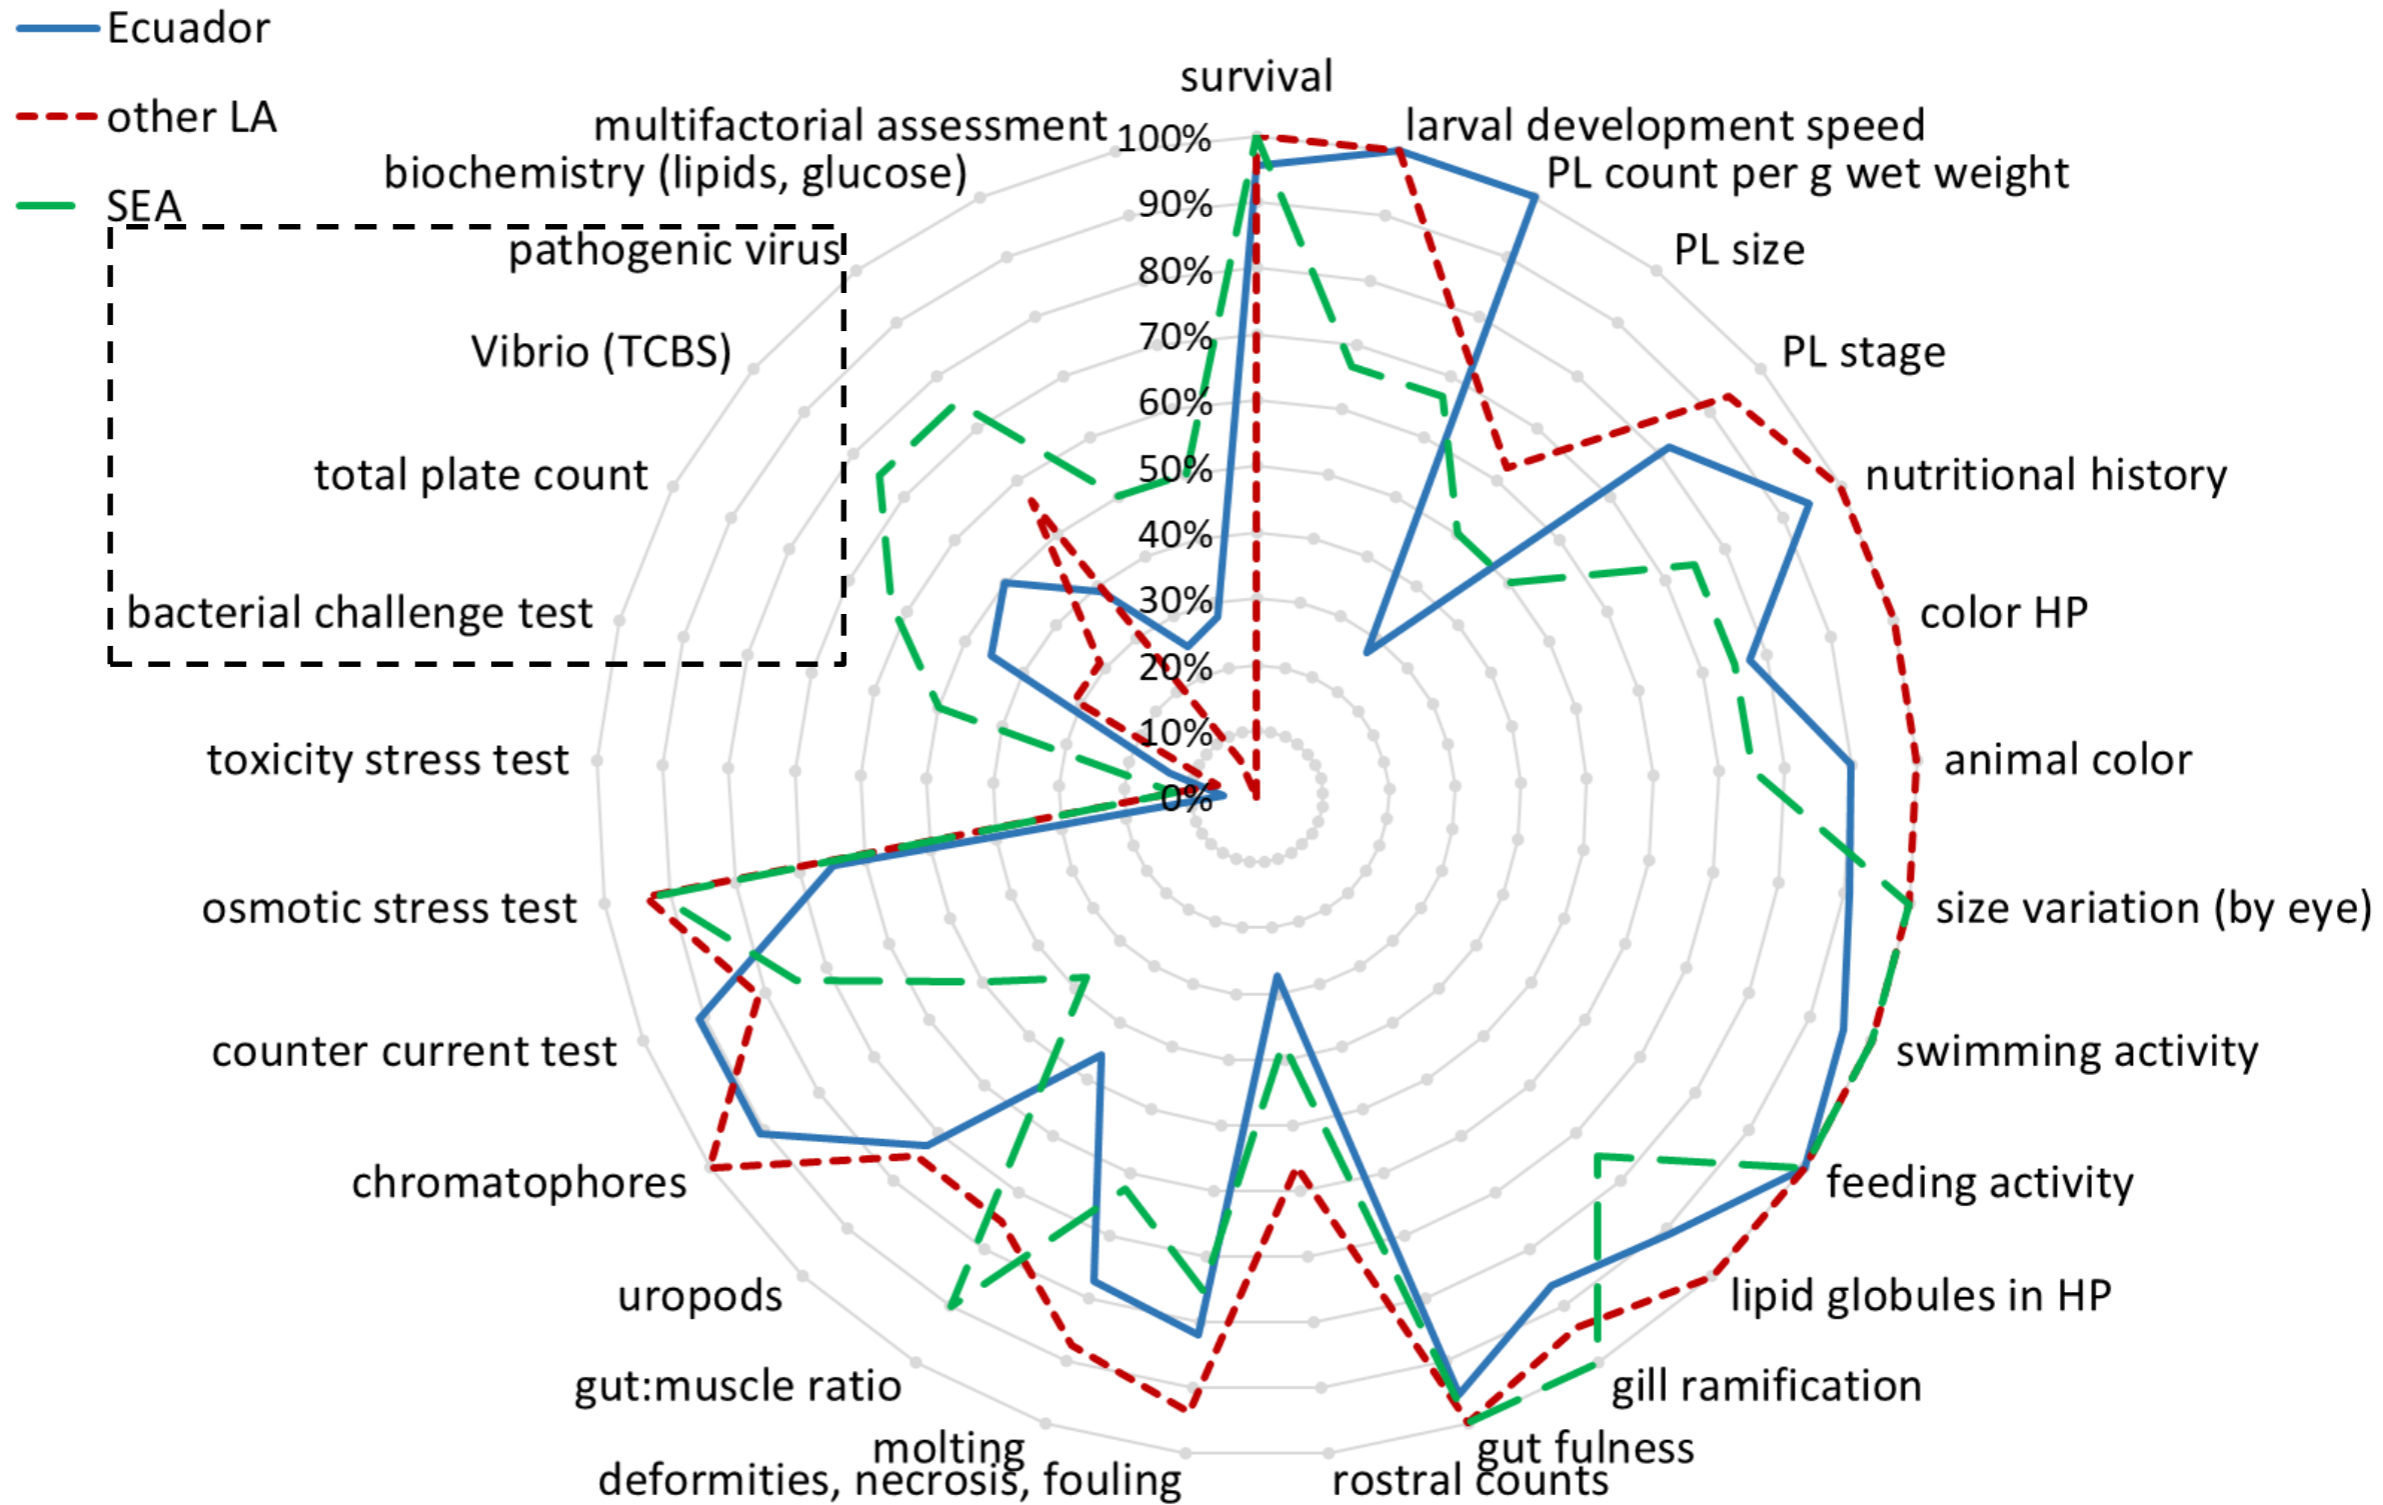 Ecuador
other LA
SEA
survival
multifactorial assessment
100%
larval development speed
biochemistry (lipids, glucose)
PL count per g wet weight
90%
pathogenic virus
PL size
80%
Vibrio (TCBS)
70%
PL stage
60%
total plate count
50%
nutritional history
40%
bacterial challenge test
30%
color HP
20%
10%
toxicity stress test
0%
animal color
osmotic stress test
size variation (by eye)
counter current test
swimming activity
chromatophores
feeding activity
uropods
lipid globules in HP
gut:muscle ratio
gill ramification
molting
gut fulness
deformities, necrosis, fouling
rostral counts